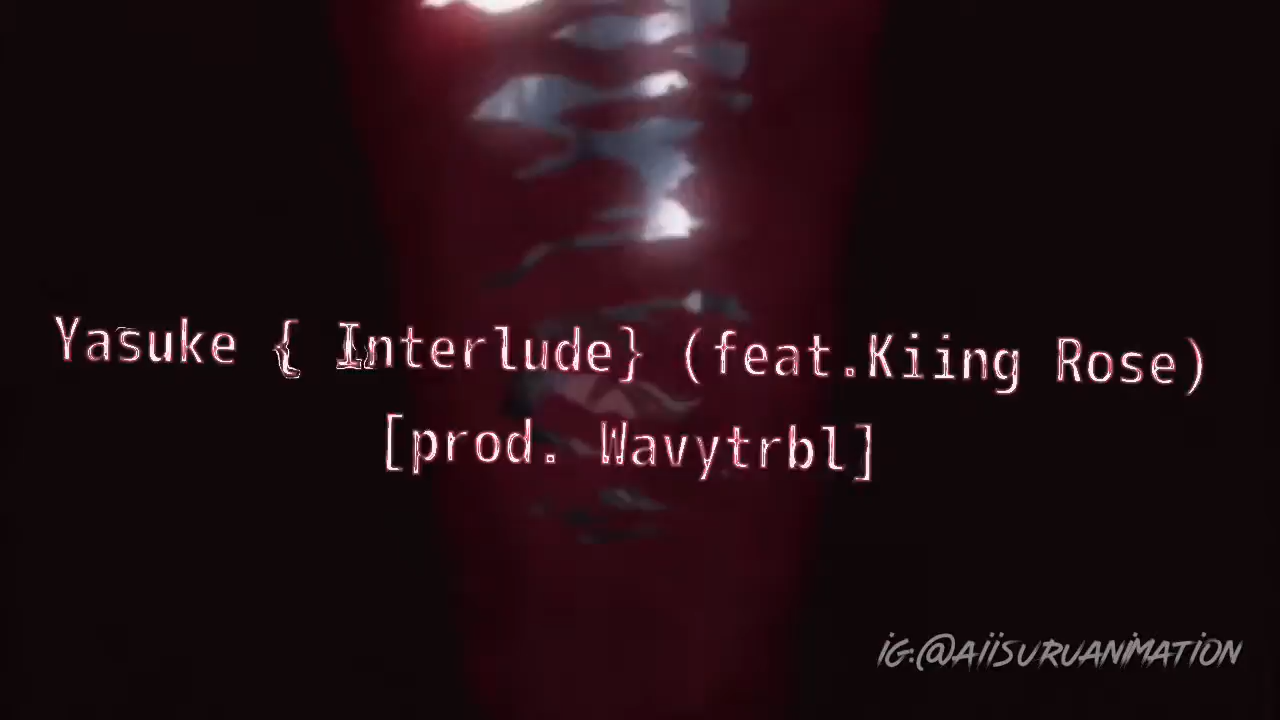 Yasuke { Interlude} (feat.Kiing Rose)
[prod. Wavytrbl]
iG:@AiiSURUANiMATiON